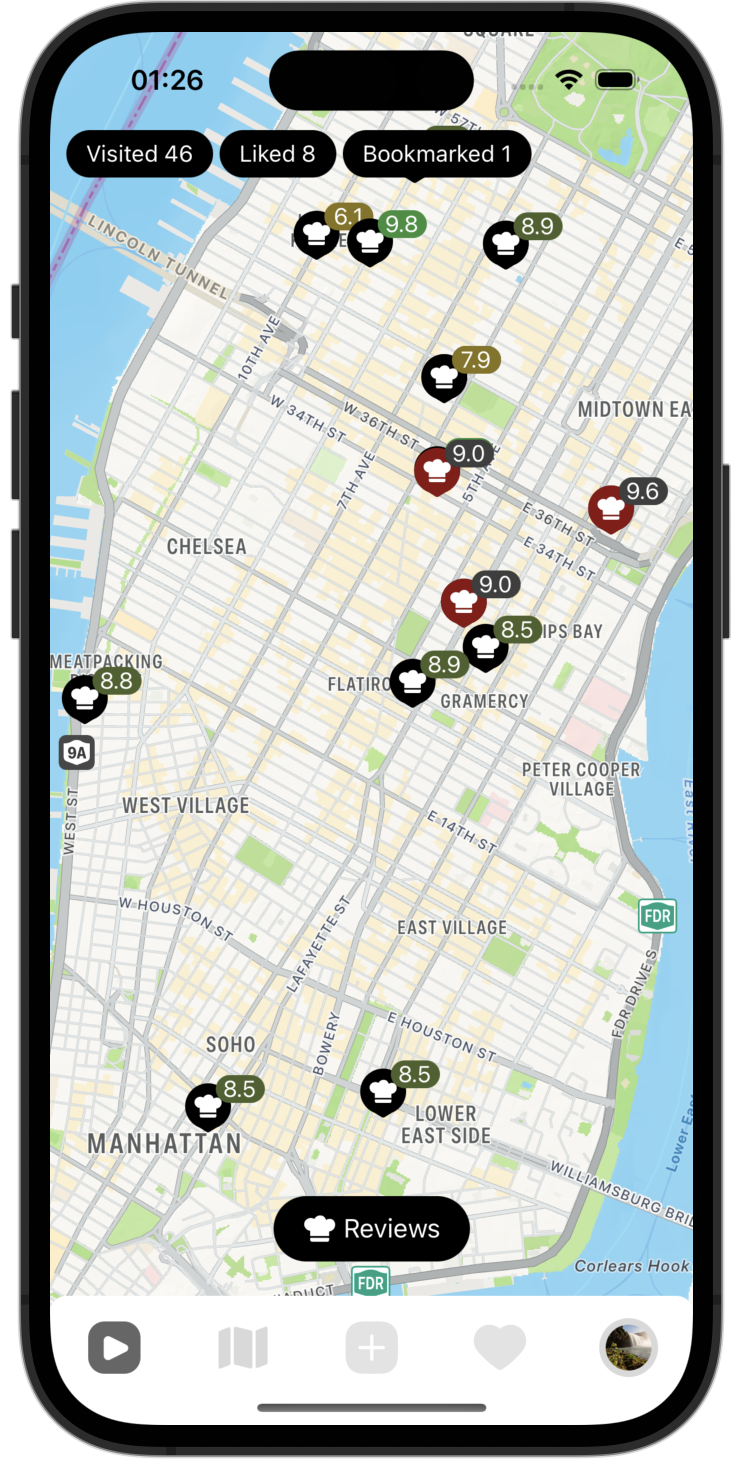 SQUARE
01:26
W 57TH
Visited 46
Liked 8
Bookmarked 1
6.1
9.8
8.9
LINCOLN TUNNEL
10TH AVE
7.9
W 34TH ST
W 36TH ST
MIDTOWN EA
9.0
5TH AVE
7TH AVE
9.6
E 36TH ST
E 34TH ST
CHELSEA
9.0
8.5
IPS BAY
MEATPACKING
8.8
8.9
FLATIRO
GRAMERCY
9A
PETER COOPER
VILLAGE
East River
WEST VILLAGE
WEST ST
E 14TH ST
W HOUSTON ST
LAFAYETTE ST
EAST VILLAGE
FDR
FDR DRIVE S
SOHO
BOWERY
E HOUSTON ST
8.5
8.5
LOWER
EAST SIDE
Lower Eas
MANHATTAN
WILLIAMSBURG BRI
Reviews
Corlears Hook
FDR